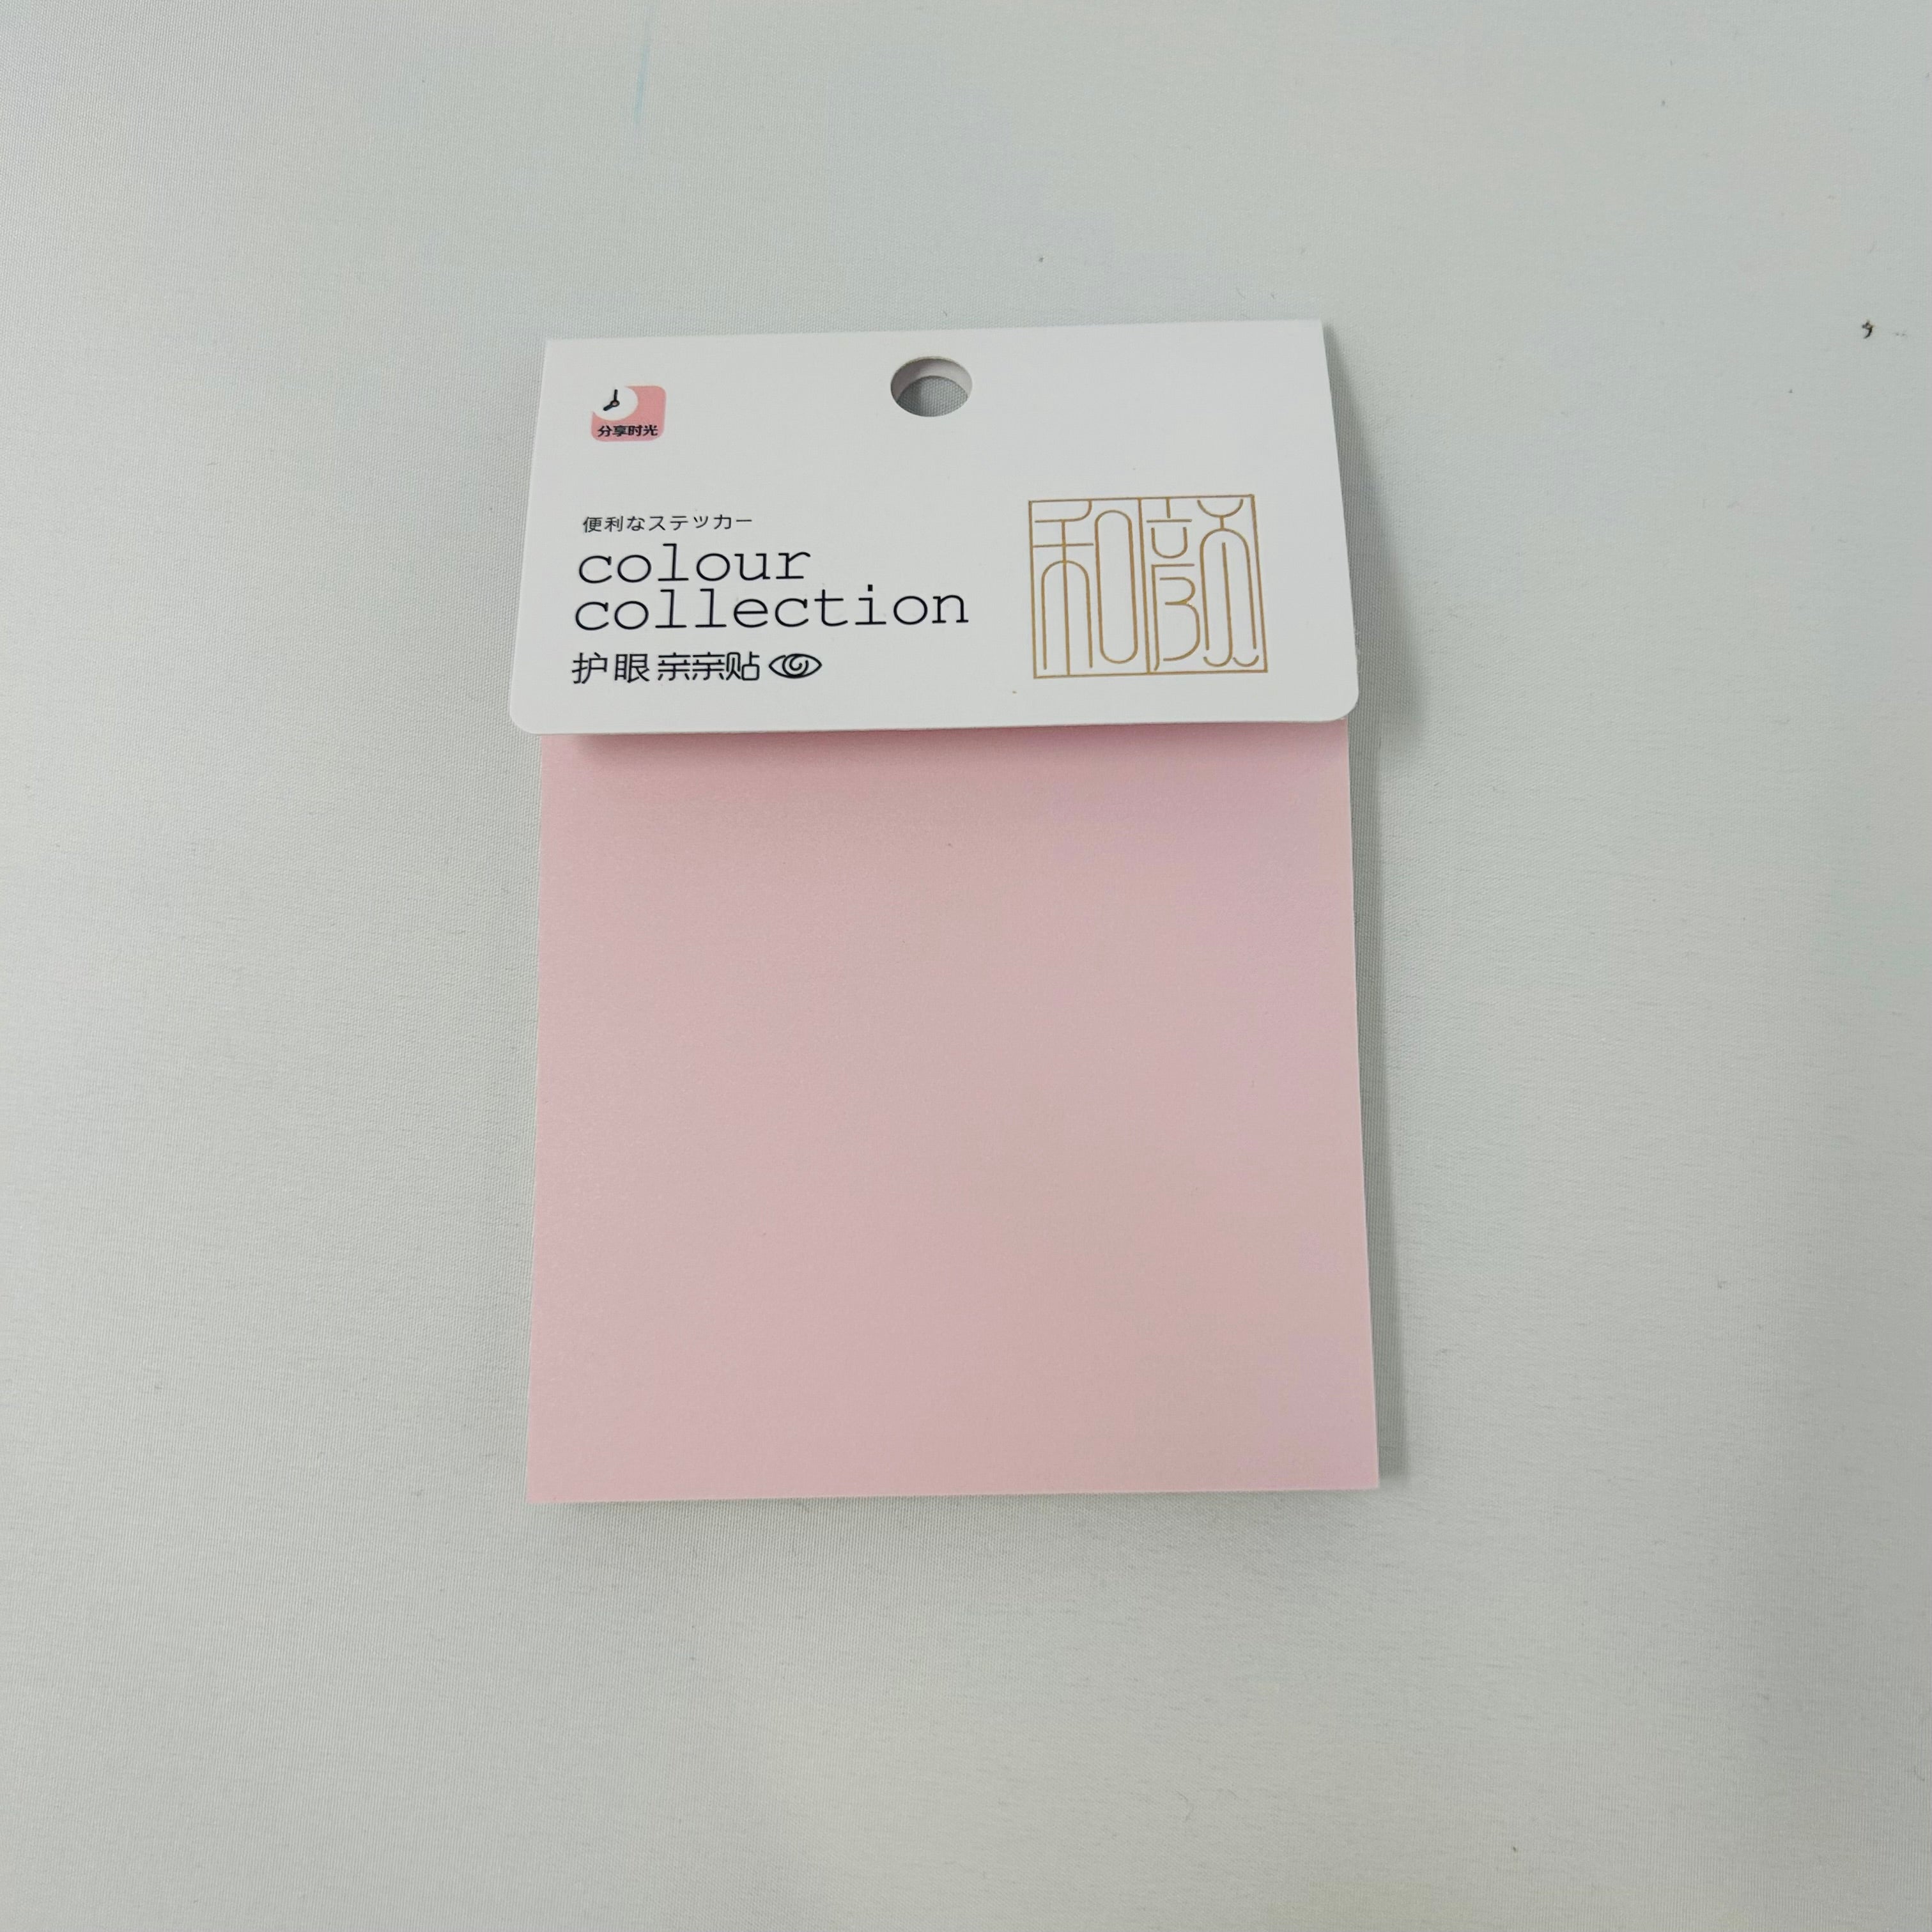 分享时光
便利なステッカー
colour
collection
护眼亲亲贴
和颜